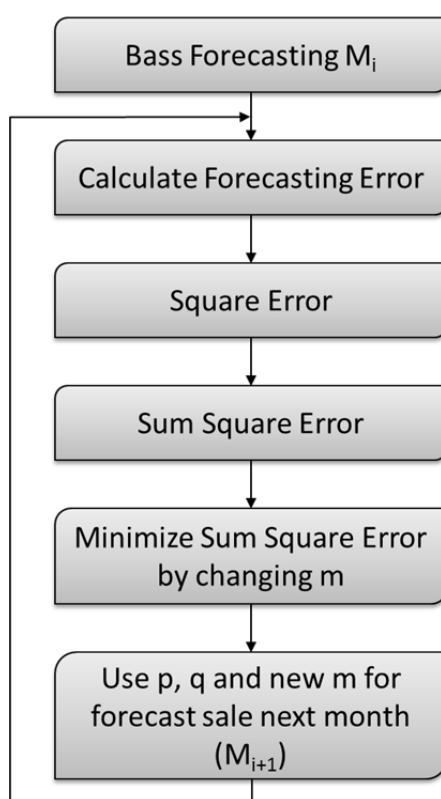 Bass Forecasting Mᵢ
Calculate Forecasting Error
Square Error
Sum Square Error
Minimize Sum Square Error
by changing m
Use p, q and new m for
forecast sale next month
(Mᵢ₊₁)